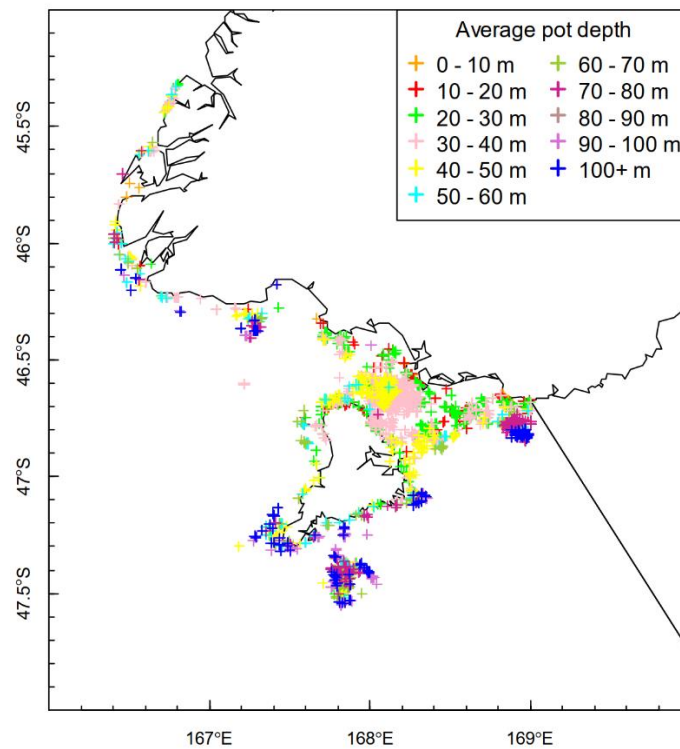 Average pot depth
0 - 10 m
10 - 20 m
20 - 30 m
30 - 40 m
40 - 50 m
50 - 60 m
60 - 70 m
70 - 80 m
80 - 90 m
90 - 100 m
100+ m
45.5°S
46°S
46.5°S
47°S
47.5°S
167°E 168°E 169°E